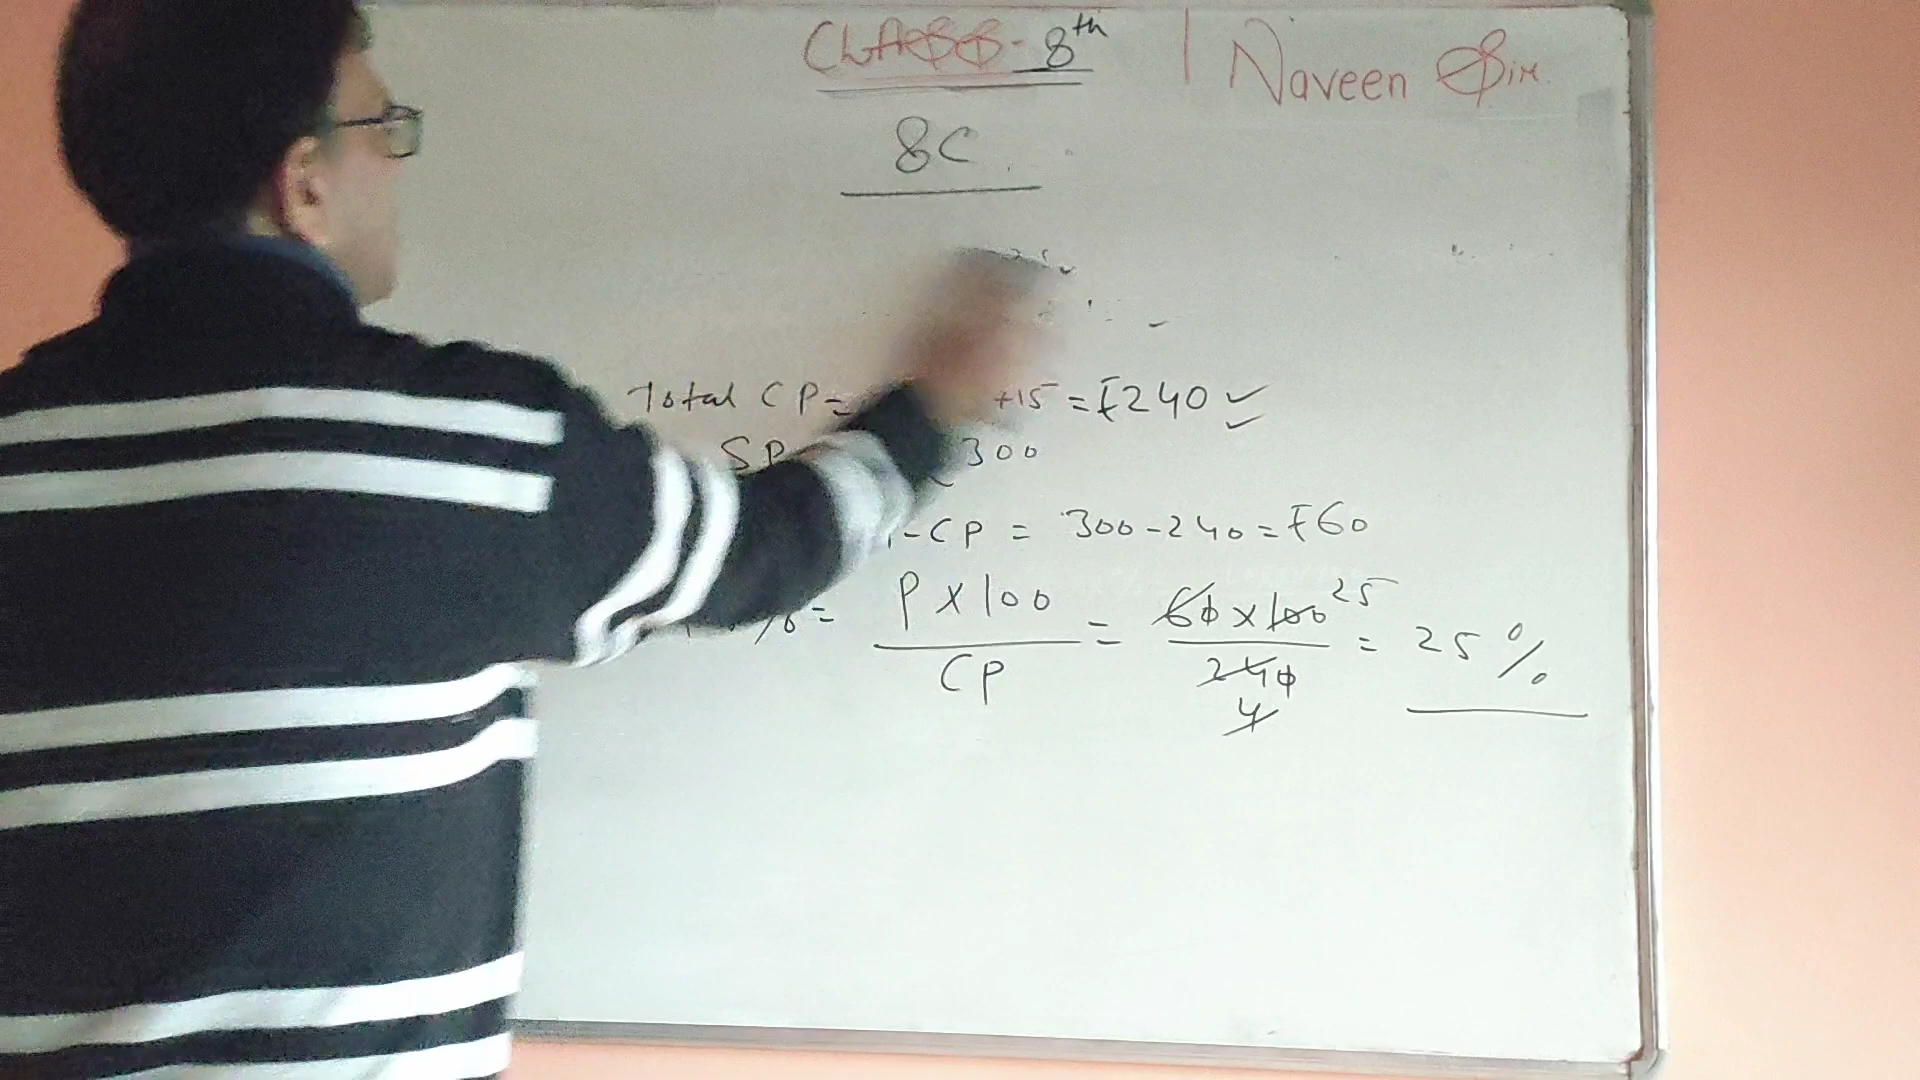 CLASS-8th | Naveen Sir
8C
Total CP= +15 = ₹240
SP 300
-CP = 300-240=₹60
%= P×100/CP = 60×100/240 = 25%
25
4